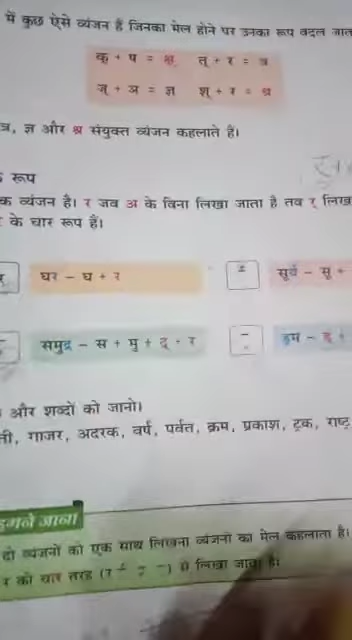 में कुछ ऐसे व्यंजन हैं जिनका मेल होने पर उनका रूप बदल जात
क् + ष = क्ष त् + र = त्र
ज् + ञ = ज्ञ श् + र = श्र
त्र, ज्ञ और श्र संयुक्त व्यंजन कहलाते हैं।
रूप
क व्यंजन है। र जब अ के बिना लिखा जाता है तब र् लिख
के चार रूप हैं।
घर - घ + र
सूर्य - सू +
समुद्र - स + मु + द् + र
ड्रम - ड् +
और शब्दों को जानो।
गाजर, अदरक, वर्ष, पर्वत, क्रम, प्रकाश, ट्रक, राष्ट्
हमने जाना
दो व्यंजनों को एक साथ लिखना व्यंजनों का मेल कहलाता है।
र को चार तरह से लिखा जाता है।